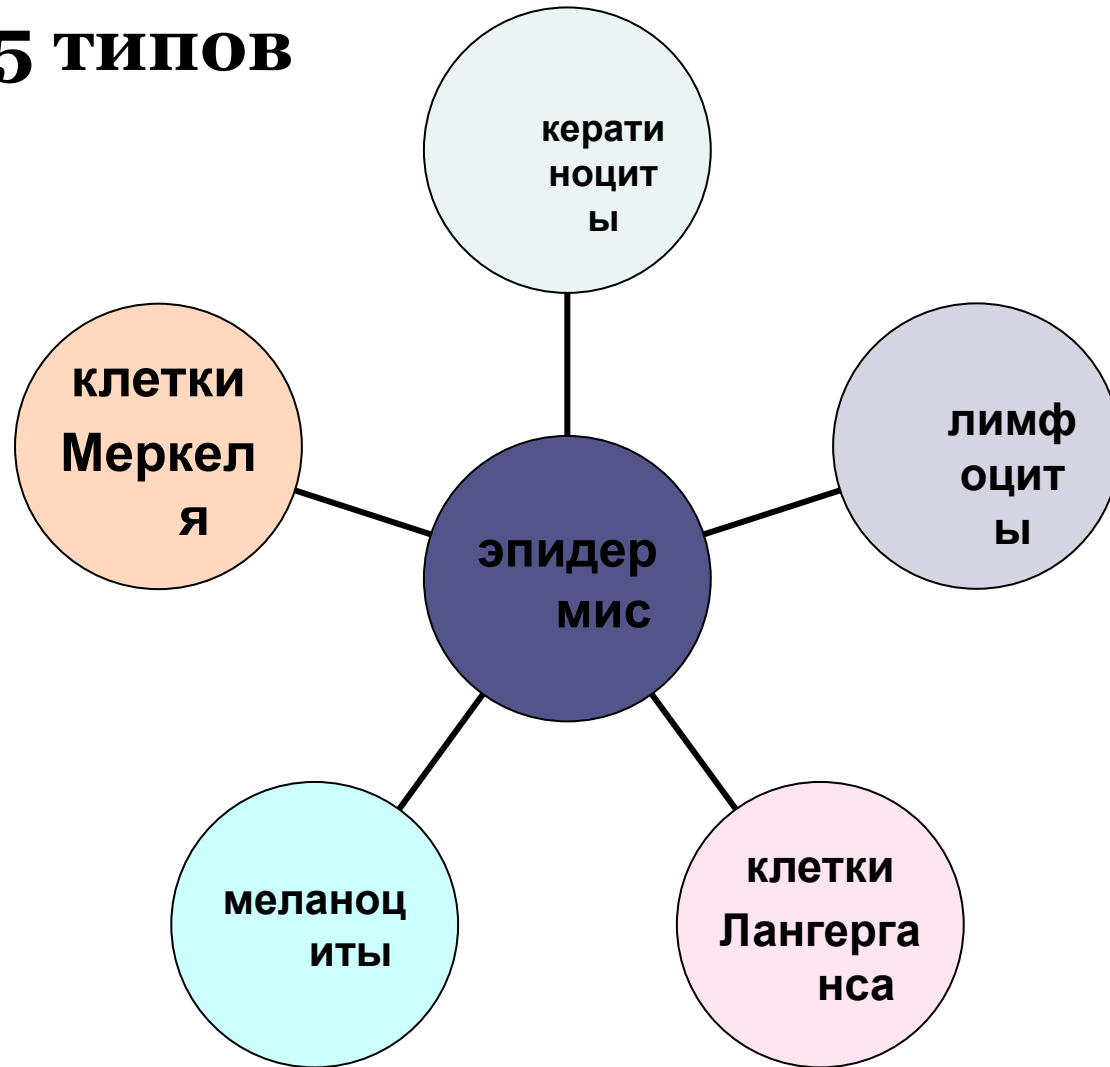 5 типов
керати
ноцит
ы
клетки
Меркел
я
лимф
оцит
ы
эпидер
мис
меланоц
иты
клетки
Лангерга
нса